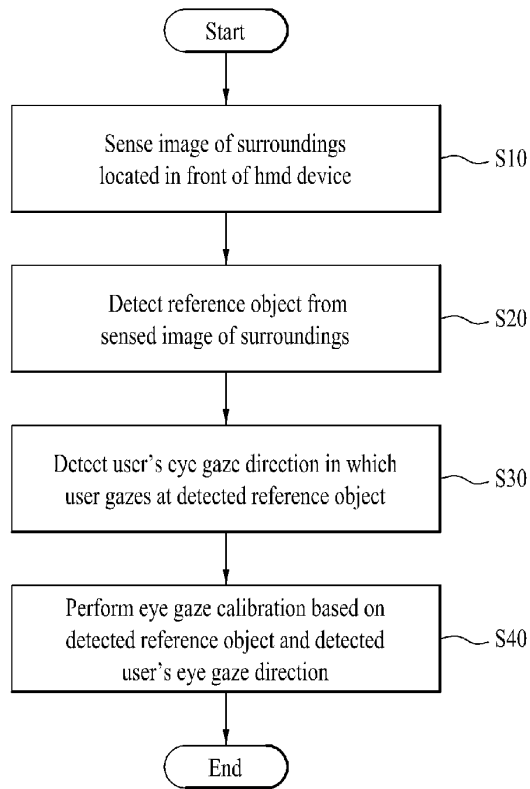 Start
Sense image of surroundings
located in front of hmd device
S10
Detect reference object from
sensed image of surroundings
S20
Detect user's eye gaze direction in which
user gazes at detected reference object
S30
Perform eye gaze calibration based on
detected reference object and detected
user's eye gaze direction
S40
End